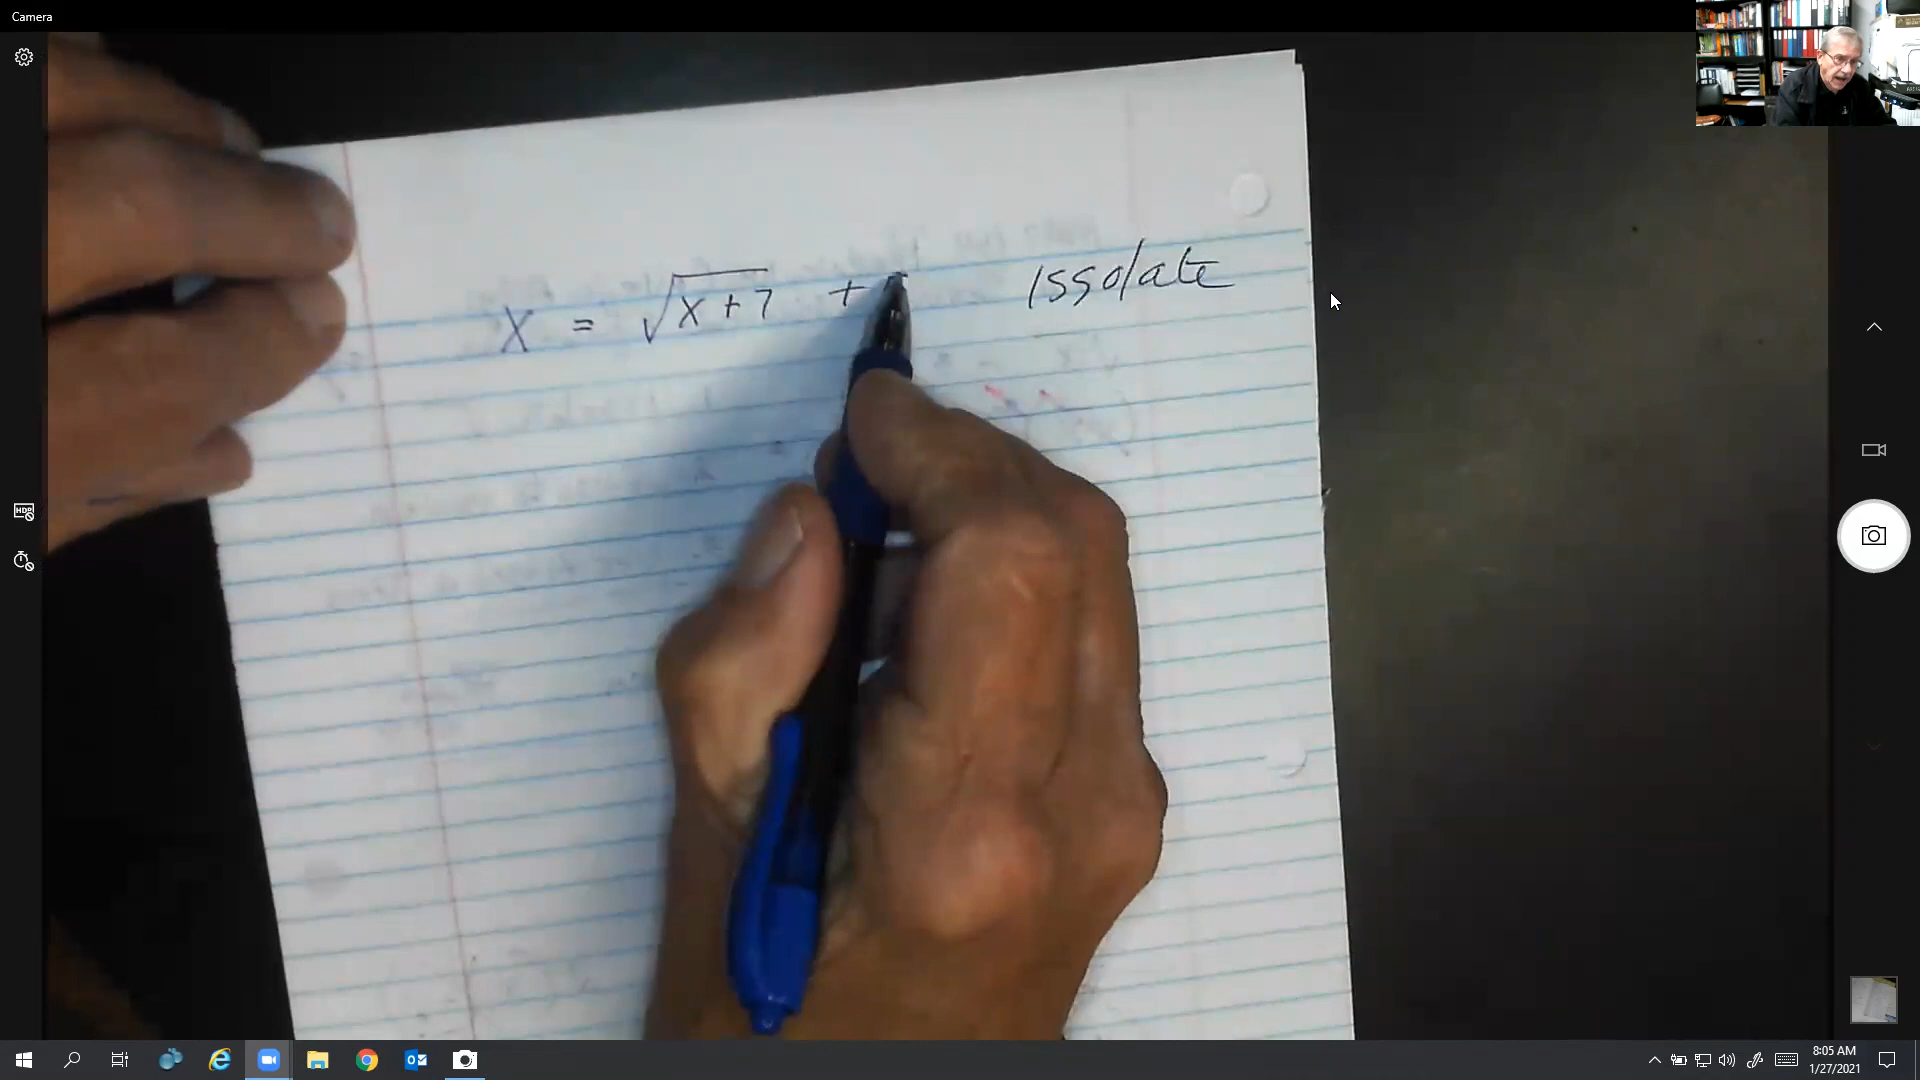 Camera
X = √x+7 + Issolate
8:05 AM
1/27/2021